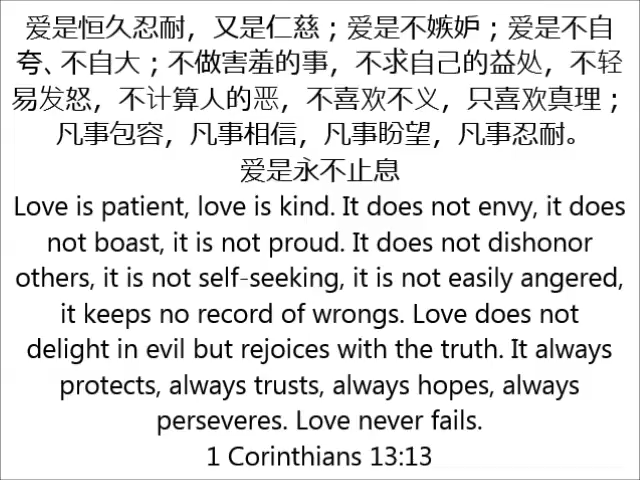 爱是恒久忍耐，又是仁慈；爱是不嫉妒；爱是不自
夸、不自大；不做害羞的事，不求自己的益处，不轻
易发怒，不计算人的恶，不喜欢不义，只喜欢真理；
凡事包容，凡事相信，凡事盼望，凡事忍耐。
爱是永不止息
Love is patient, love is kind. It does not envy, it does
not boast, it is not proud. It does not dishonor
others, it is not self-seeking, it is not easily angered,
it keeps no record of wrongs. Love does not
delight in evil but rejoices with the truth. It always
protects, always trusts, always hopes, always
perseveres. Love never fails.
1 Corinthians 13:13